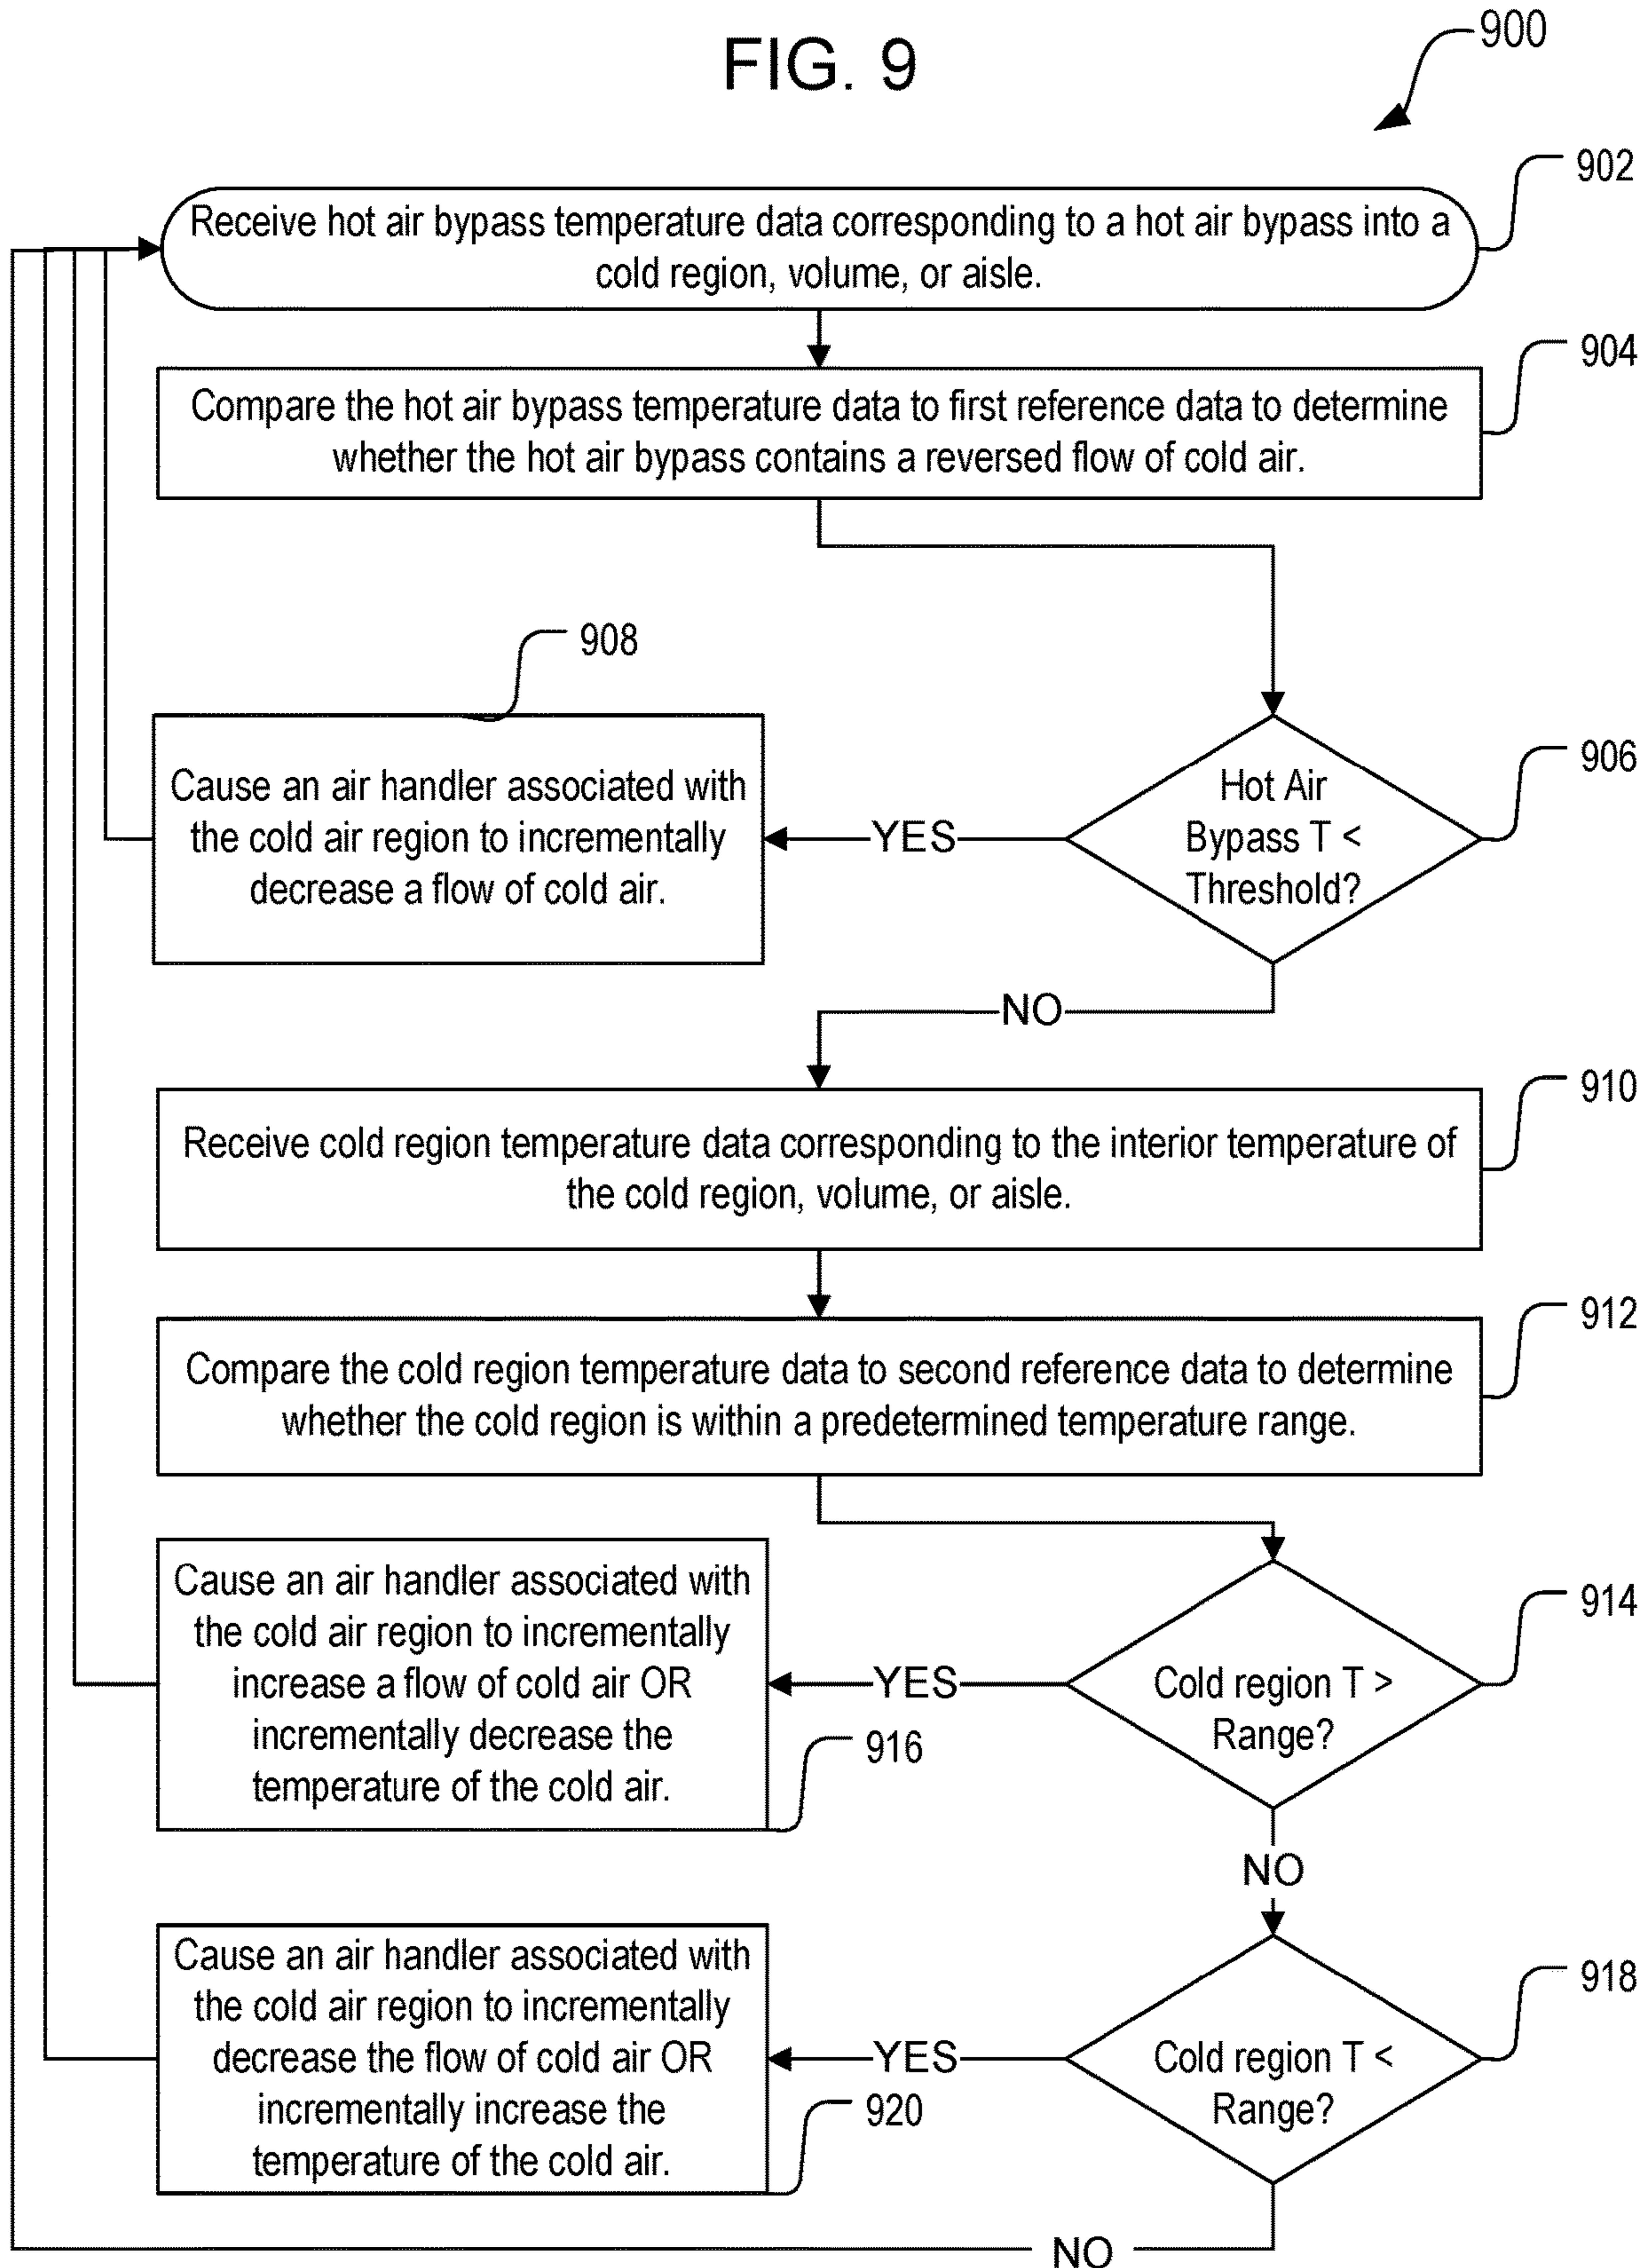 FIG. 9
900
902
Receive hot air bypass temperature data corresponding to a hot air bypass into a
cold region, volume, or aisle.
904
Compare the hot air bypass temperature data to first reference data to determine
whether the hot air bypass contains a reversed flow of cold air.
908
906
Cause an air handler associated with
the cold air region to incrementally
decrease a flow of cold air.
YES
Hot Air
Bypass T <
Threshold?
NO
910
Receive cold region temperature data corresponding to the interior temperature of
the cold region, volume, or aisle.
912
Compare the cold region temperature data to second reference data to determine
whether the cold region is within a predetermined temperature range.
914
Cause an air handler associated with
the cold air region to incrementally
increase a flow of cold air OR
incrementally decrease the
temperature of the cold air.
916
YES
Cold region T >
Range?
NO
918
Cause an air handler associated with
the cold air region to incrementally
decrease the flow of cold air OR
incrementally increase the
temperature of the cold air.
920
YES
Cold region T <
Range?
NO